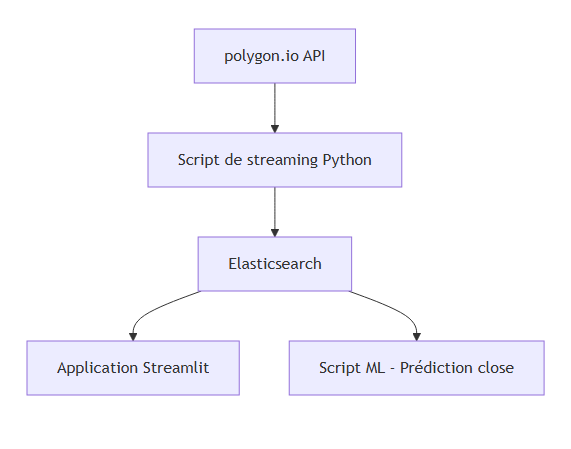 polygon.io API
Script de streaming Python
Elasticsearch
Application Streamlit
Script ML - Prédiction close